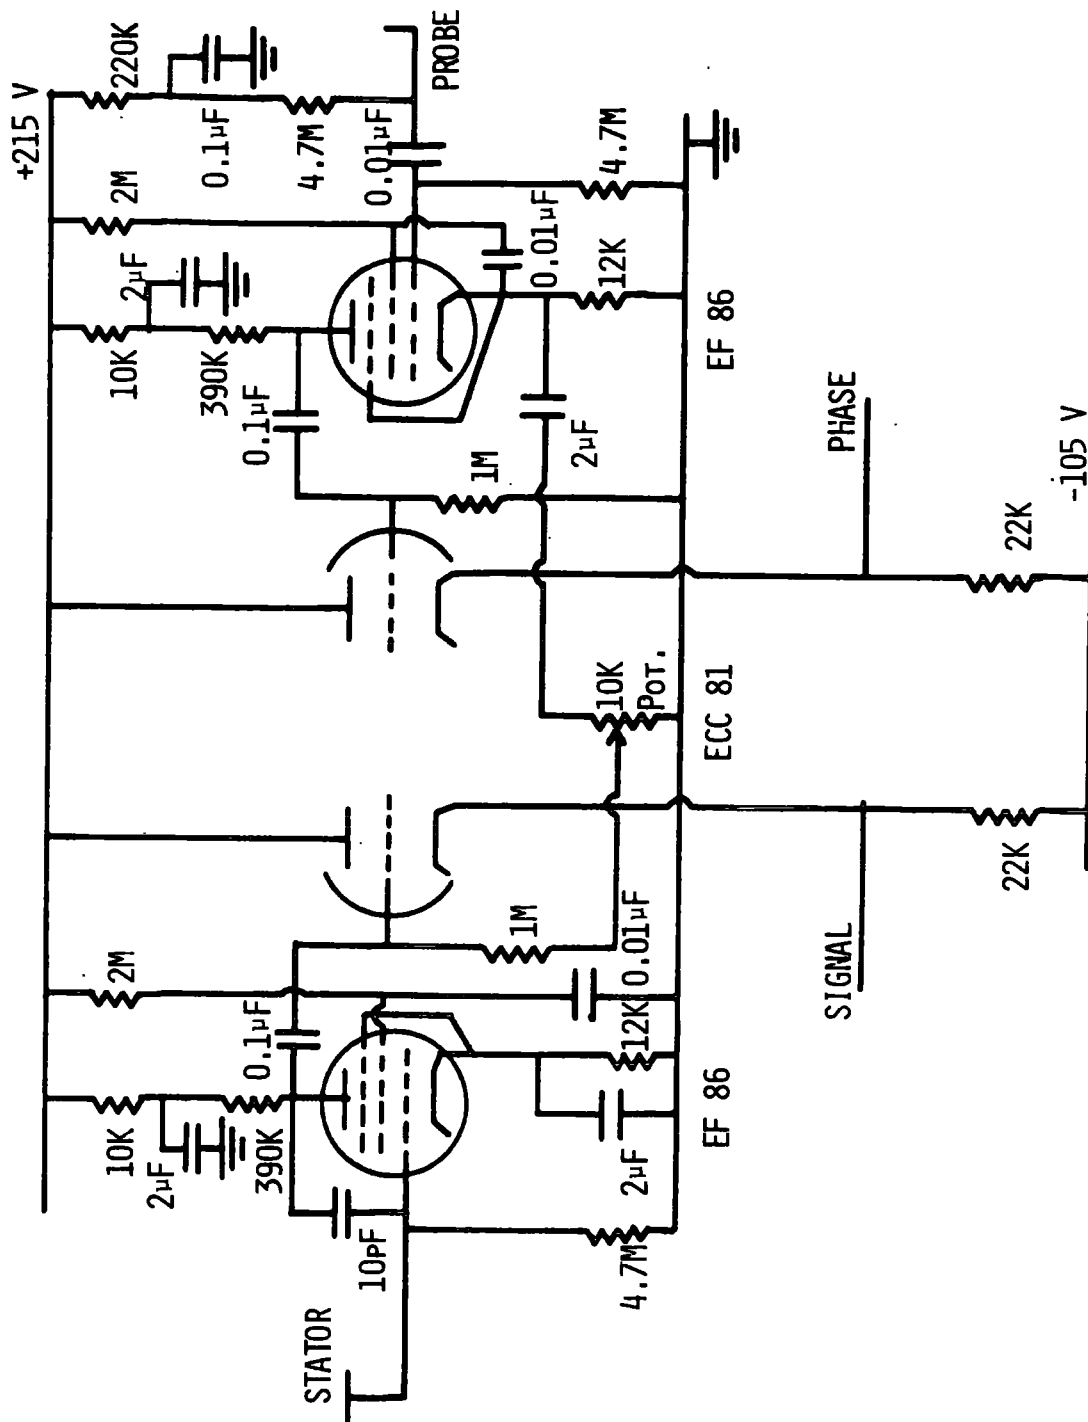 +215 V
10K
2M
10K
2M
220K
2µF
2µF
390K
0.1µF
390K
0.1µF
0.1µF
4.7M
STATOR
10PF
0.01µF
PROBE
1M
1M
0.01µF
2µF
10K
POT.
12K
4.7M
4.7M
2µF
12K
0.01µF
EF 86
ECC 81
EF 86
SIGNAL
PHASE
22K
22K
-105 V